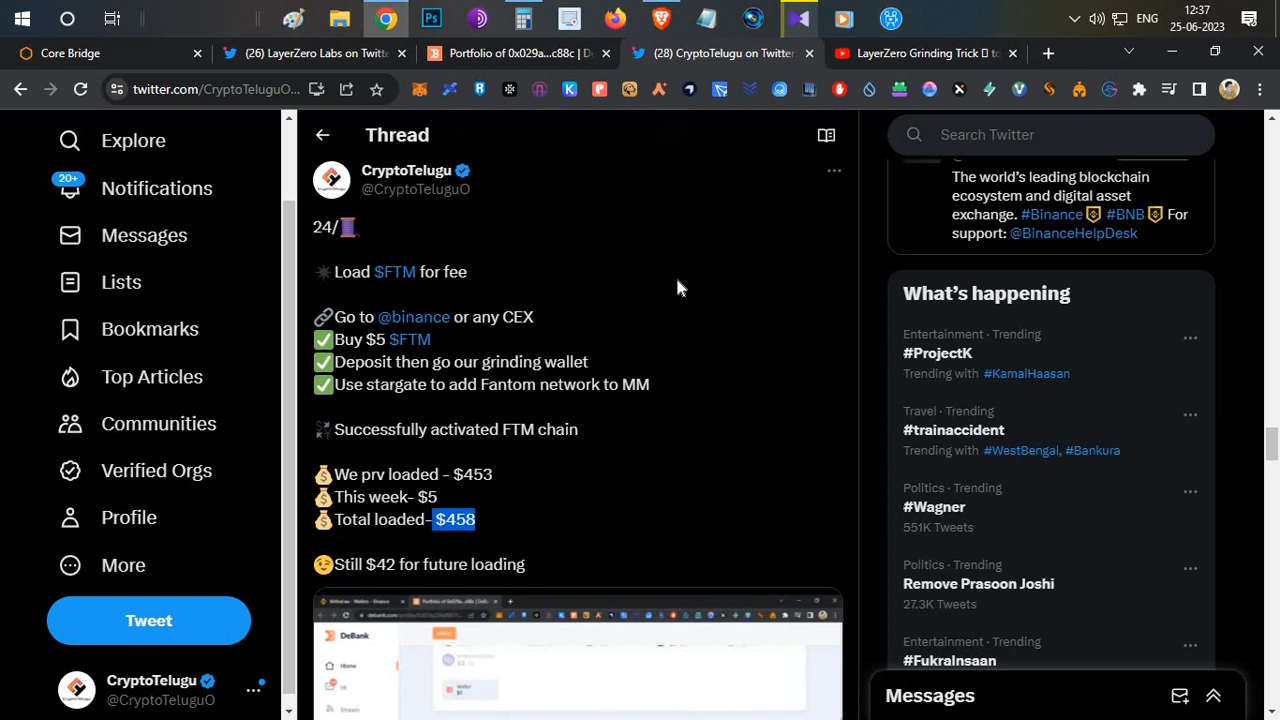 12:37
ENG
25-06-2023
Core Bridge
(26) LayerZero Labs on Twitte
Portfolio of 0x029a...c88c | D
(28) CryptoTelugu on Twitter
LayerZero Grinding Trick
twitter.com/CryptoTeluguO...
Explore
20+
Notifications
Messages
Lists
Bookmarks
Top Articles
Communities
Verified Orgs
Profile
More
Tweet
CryptoTelugu
@CryptoTeluguO
Thread
CryptoTelugu
@CryptoTeluguO
24/🧵
Load $FTM for fee
🔗Go to @binance or any CEX
✅Buy $5 $FTM
✅Deposit then go our grinding wallet
✅Use stargate to add Fantom network to MM
Successfully activated FTM chain
💰We prv loaded - $453
💰This week- $5
💰Total loaded- $458
😉Still $42 for future loading
DeBank
Home
Hi
Stream
Wallet
Search Twitter
The world's leading blockchain
ecosystem and digital asset
exchange. #Binance #BNB For
support: @BinanceHelpDesk
What's happening
Entertainment · Trending
#ProjectK
Trending with #KamalHaasan
Travel · Trending
#trainaccident
Trending with #WestBengal, #Bankura
Politics · Trending
#Wagner
551K Tweets
Politics · Trending
Remove Prasoon Joshi
27.3K Tweets
Entertainment · Trending
#FukraInsaan
Messages